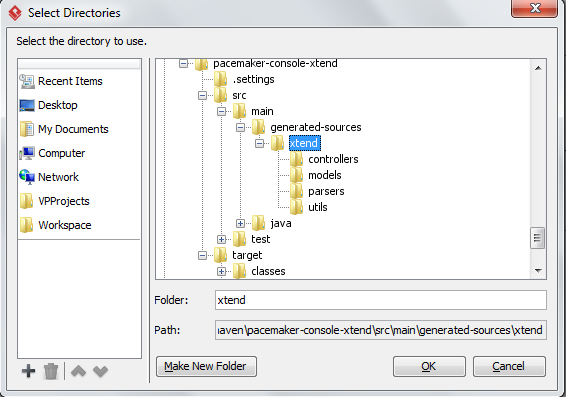 Select Directories
Select the directory to use.
Recent Items
Desktop
My Documents
Computer
Network
VPProjects
Workspace
pacemaker-console-xtend
.settings
src
main
generated-sources
xtend
controllers
models
parsers
utils
java
test
target
classes
Folder: xtend
Path: \pacemaker-console-xtend\src\main\generated-sources\xtend
Make New Folder OK Cancel